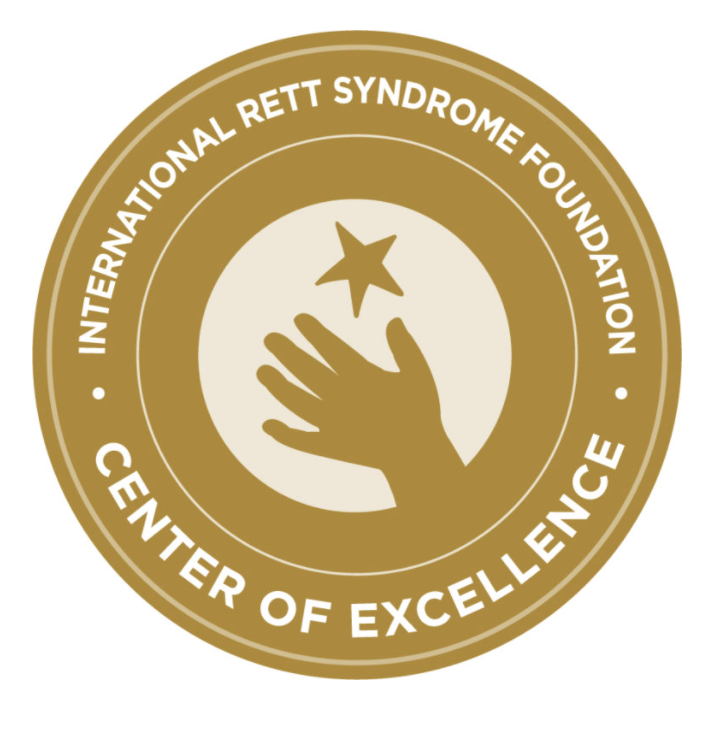 INTERNATIONAL RETT SYNDROME FOUNDATION
CENTER OF EXCELLENCE